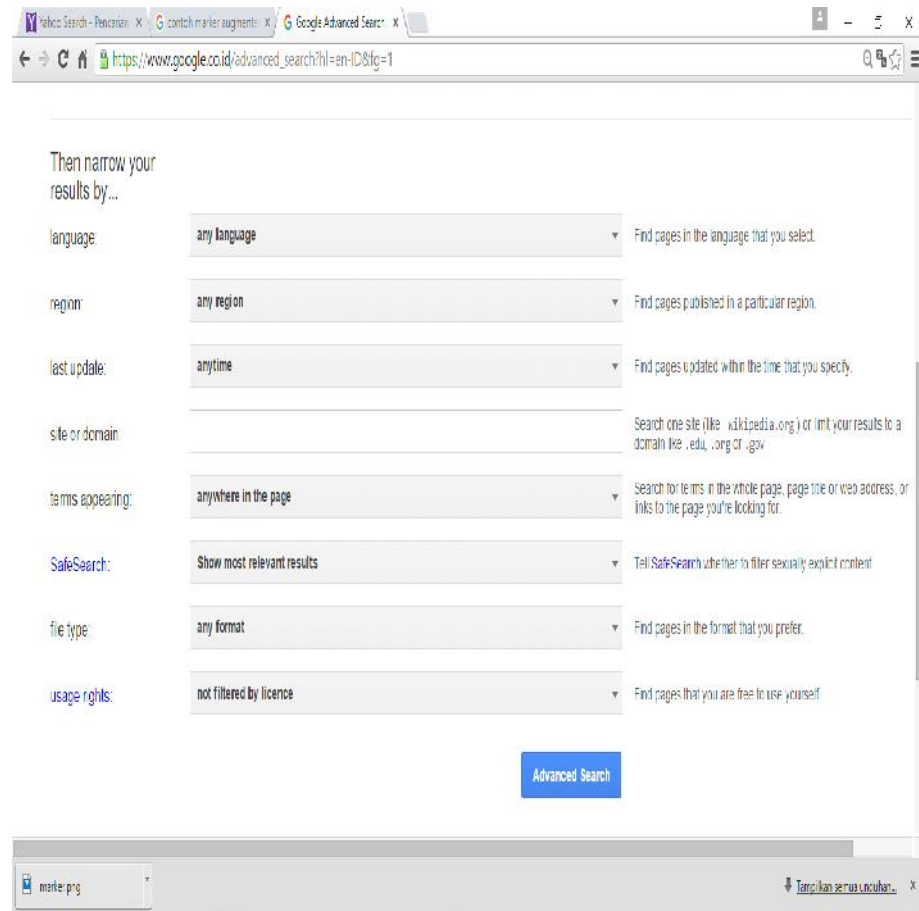 Yahoo Search - Pencarian
contoh marker augmente
Google Advanced Search
https://www.google.co.id/advanced_search?hl=en-ID&fg=1
Then narrow your
results by...
language:
any language
Find pages in the language that you select.
region:
any region
Find pages published in a particular region.
last update:
anytime
Find pages updated within the time that you specify.
site or domain:
Search one site (like wikipedia.org) or limit your results to a
domain like .edu, .org or .gov
terms appearing:
anywhere in the page
Search for terms in the whole page, page title or web address, or
links to the page you're looking for.
SafeSearch:
Show most relevant results
Tell SafeSearch whether to filter sexually explicit content.
file type:
any format
Find pages in the format that you prefer.
usage rights:
not filtered by licence
Find pages that you are free to use yourself.
Advanced Search
marker.png
Tampilkan semua unduhan...